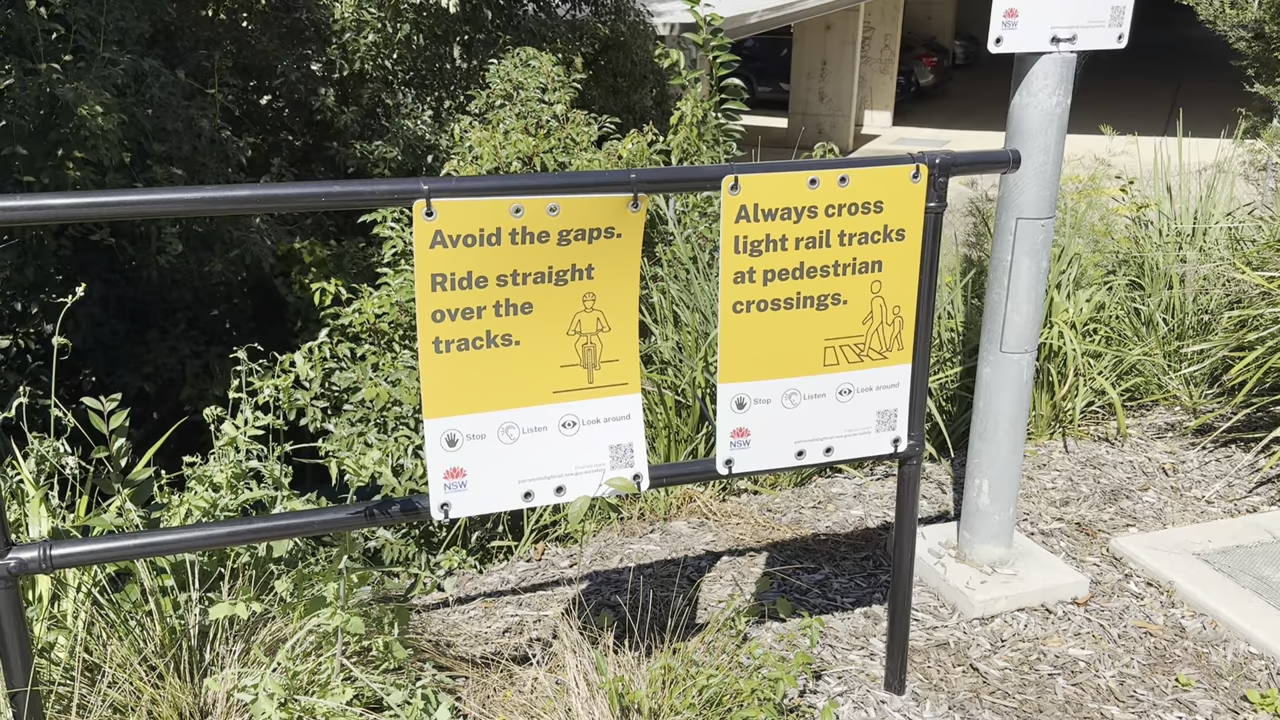 NSW
Avoid the gaps.
Ride straight
over the
tracks.
Stop
Listen
Look around
NSW
Always cross
light rail tracks
at pedestrian
crossings.
Stop
Listen
Look around
NSW